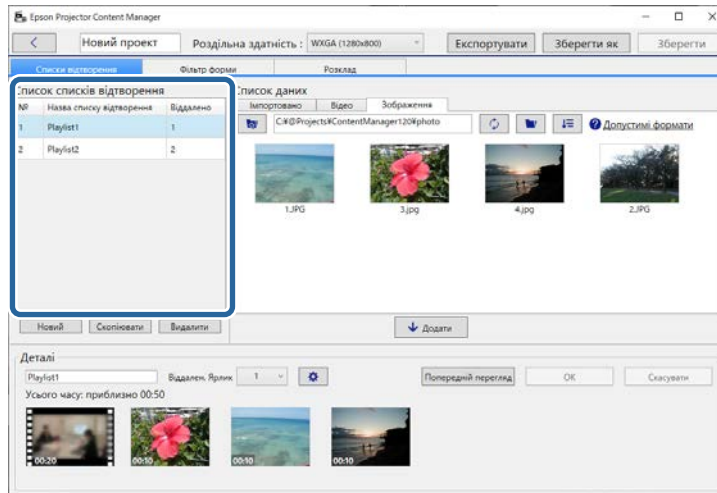 Epson Projector Content Manager
Новий проект Роздільна здатність : WXGA (1280x800) Експортувати Зберегти як Зберегти
Списки відтворення Фільтр форми Розклад
Список списків відтворення Список даних
№ Назва списку відтворення Віддалено Імпортовано Відео Зображення
C:¥@Projects¥ContentManager120¥photo Допустимі формати
1 Playlist1 1
2 Playlist2 2
1.JPG 3.jpg 4.jpg 2.JPG
Новий Скопіювати Видалити Додати
Деталі
Playlist1 Віддален. Ярлик 1 Попередній перегляд OK Скасувати
Усього часу: приблизно 00:50
00:20 00:10 00:10 00:10